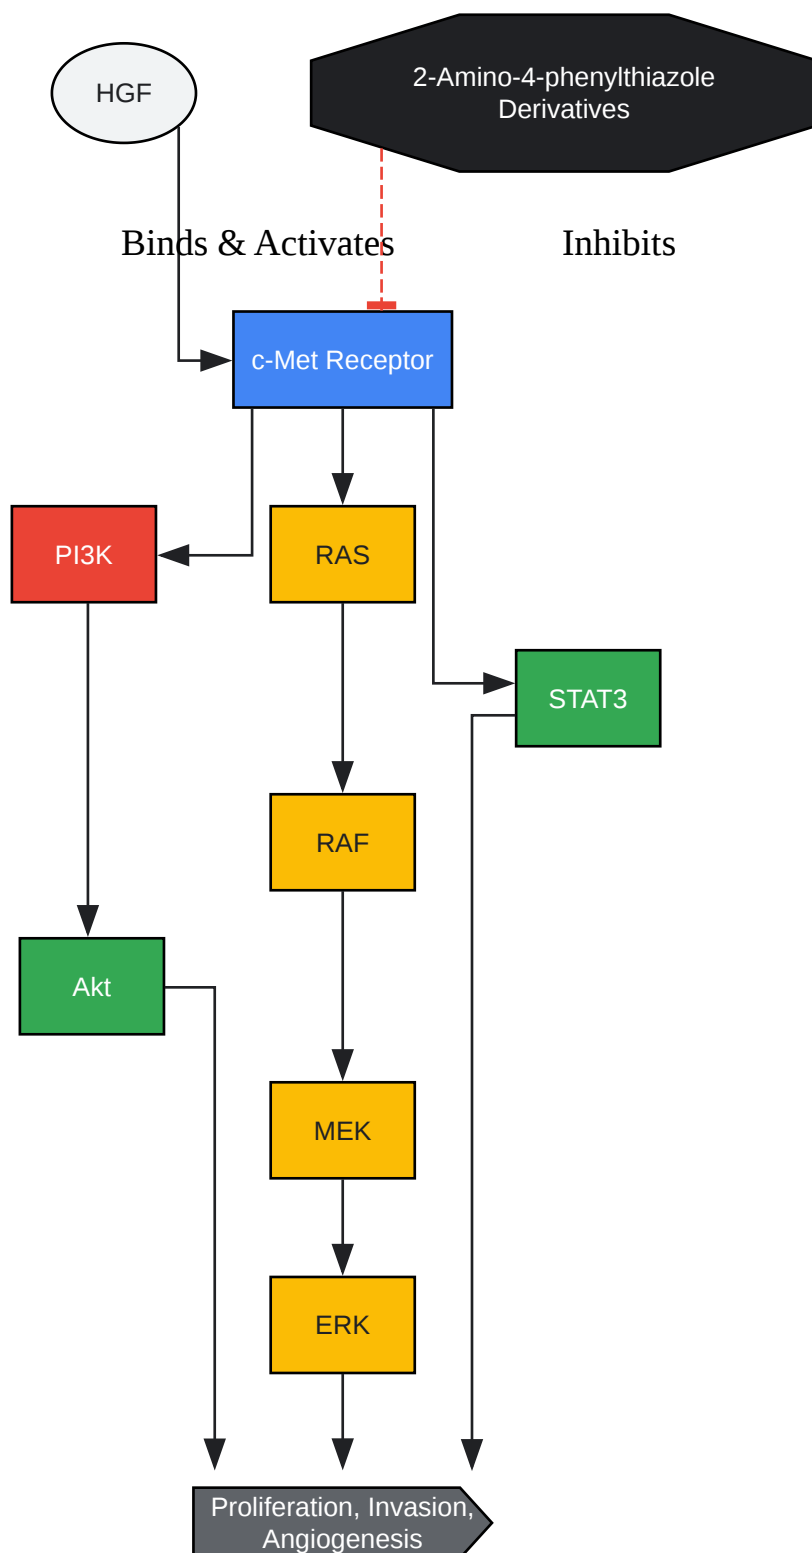 HGF
2-Amino-4-phenylthiazole
Derivatives
Binds & Activates
Inhibits
c-Met Receptor
PI3K
RAS
STAT3
RAF
Akt
MEK
ERK
Proliferation, Invasion,
Angiogenesis